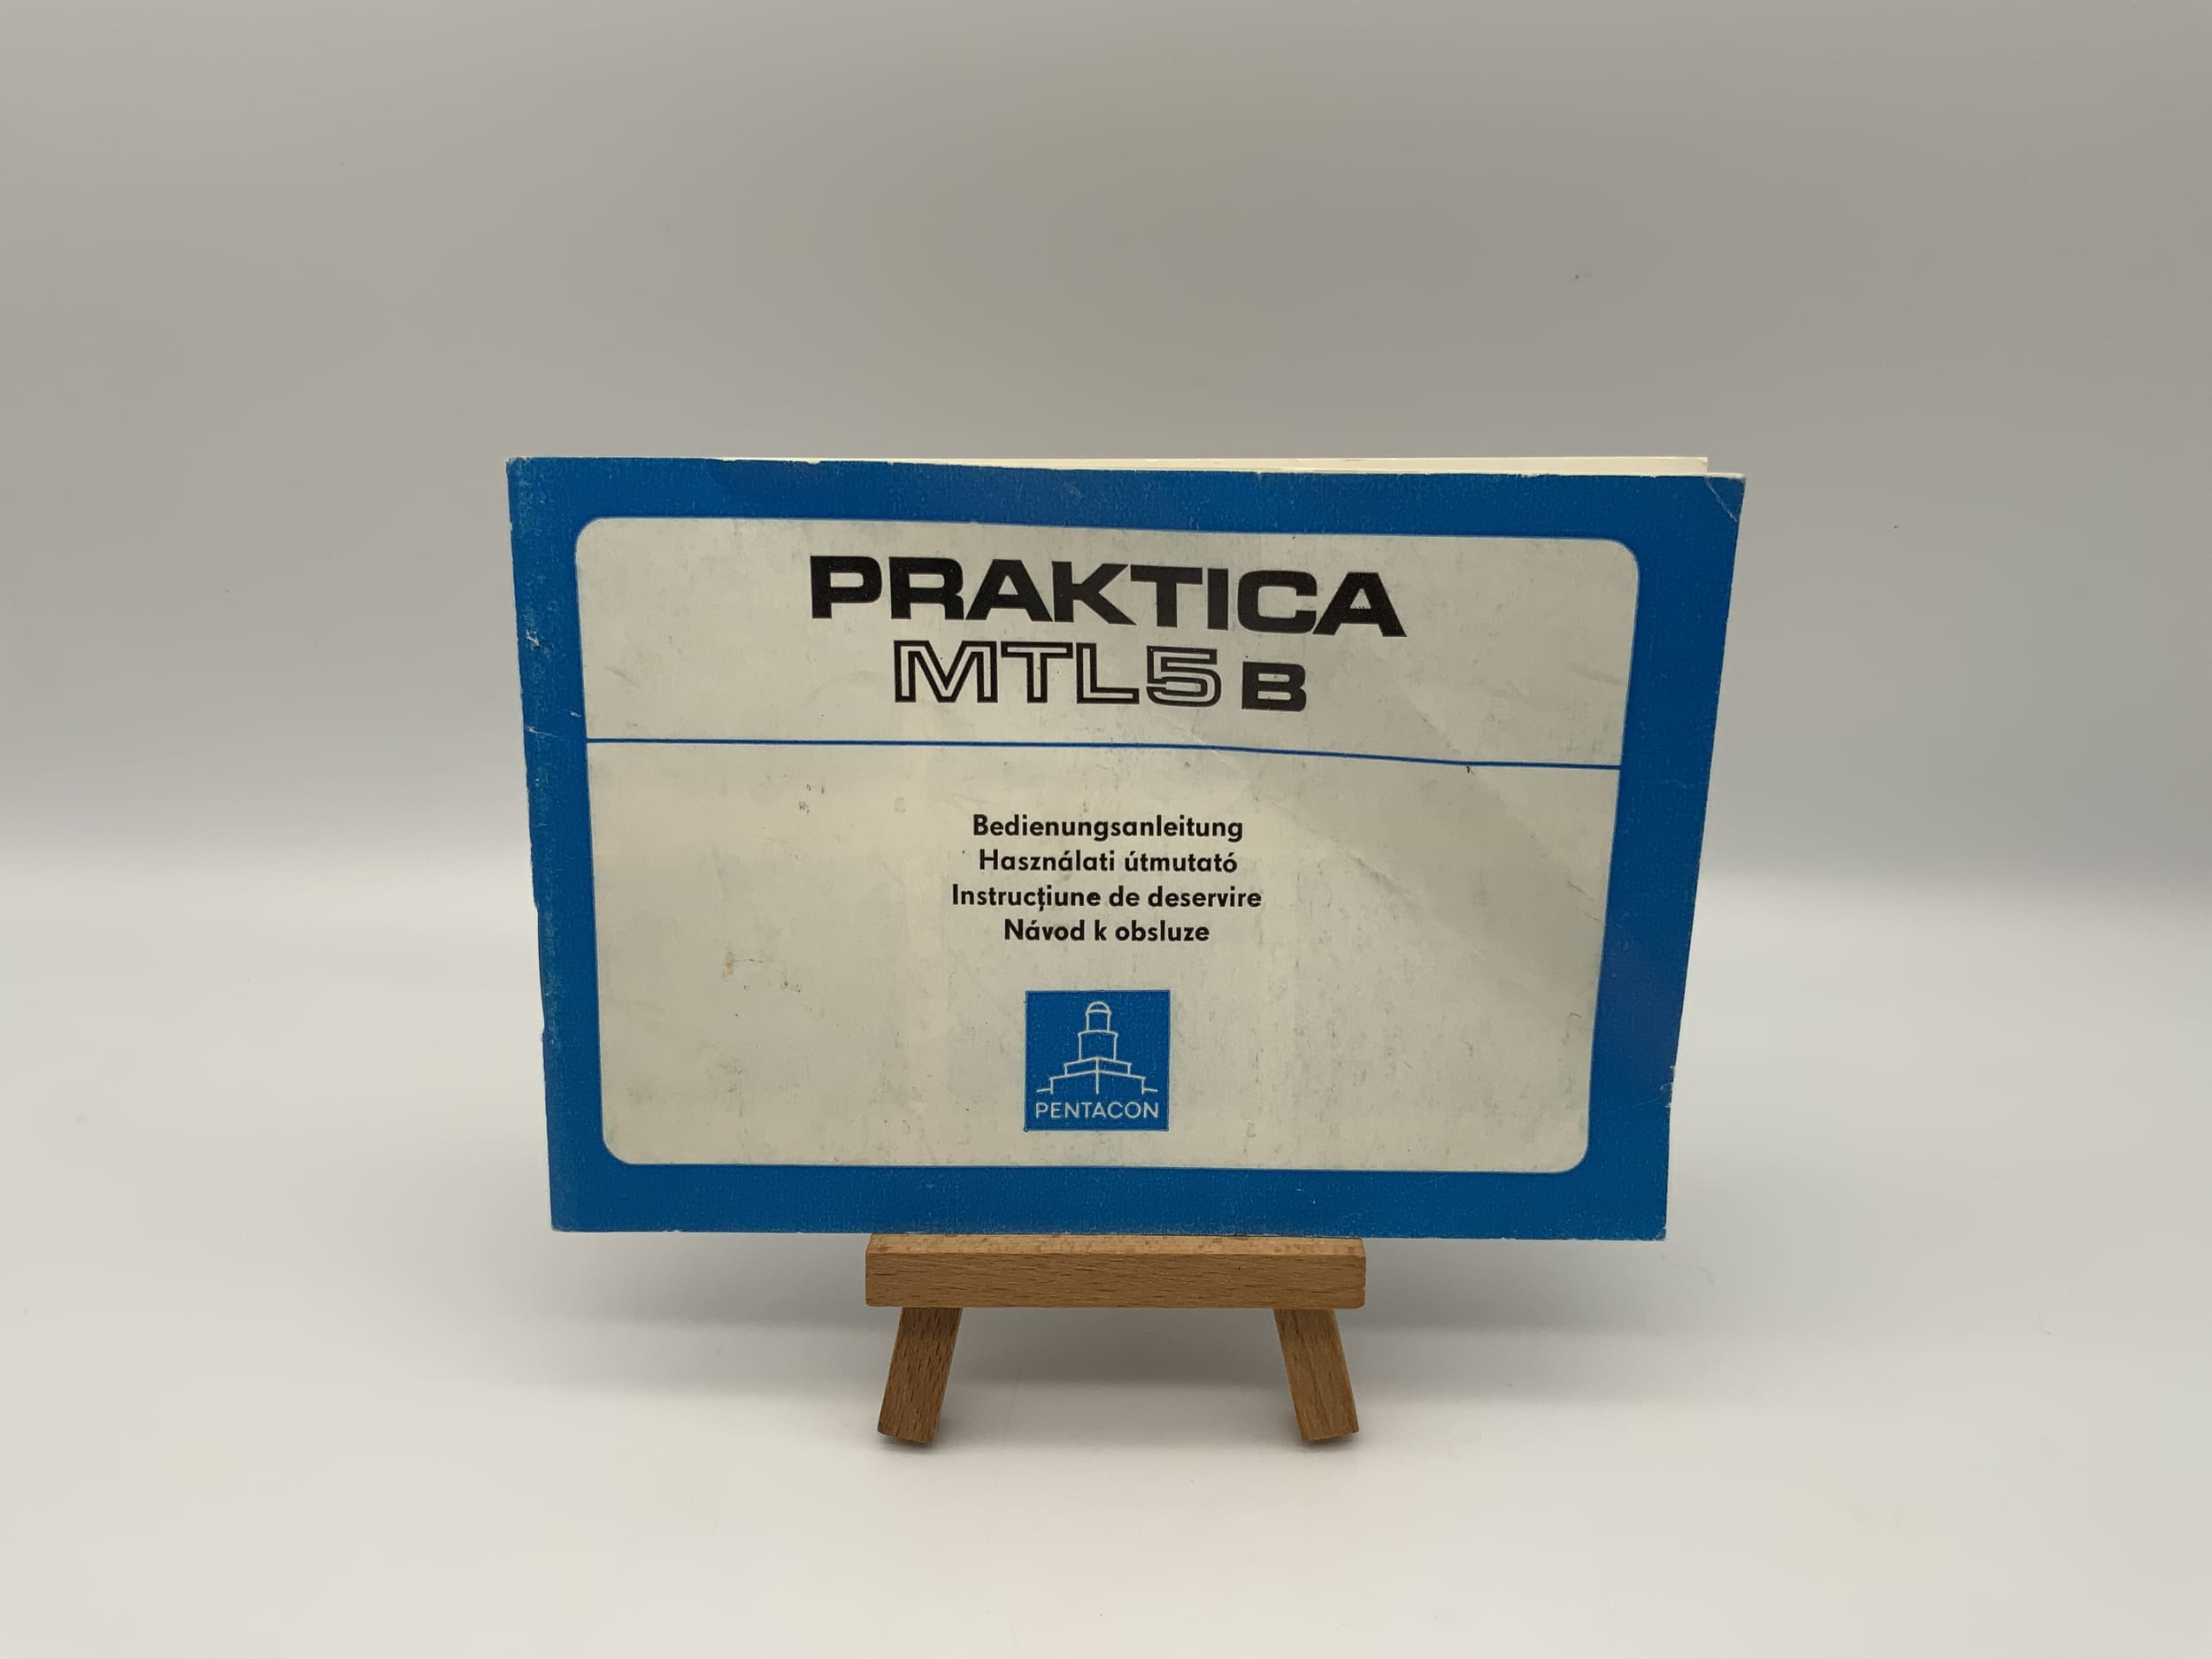 PRAKTICA
MTL5 B
Bedienungsanleitung
Használati útmutató
Instrucţiune de deservire
Návod k obsluze
PENTACON